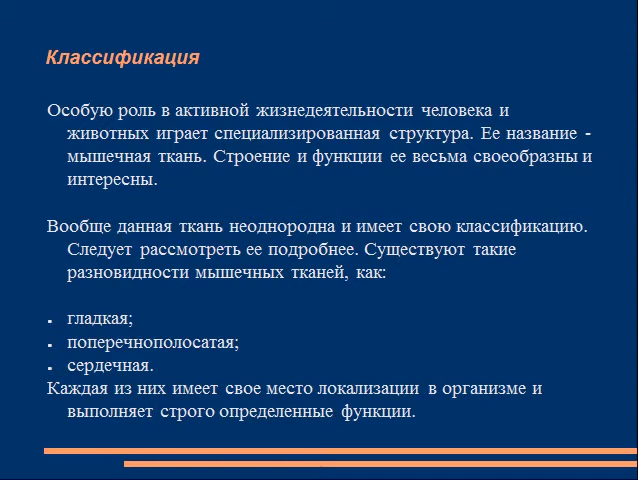 Классификация
Особую роль в активной жизнедеятельности человека и
животных играет специализированная структура. Ее название -
мышечная ткань. Строение и функции ее весьма своеобразны и
интересны.
Вообще данная ткань неоднородна и имеет свою классификацию.
Следует рассмотреть ее подробнее. Существуют такие
разновидности мышечных тканей, как:
● гладкая;
● поперечнополосатая;
● сердечная.
Каждая из них имеет свое место локализации в организме и
выполняет строго определенные функции.